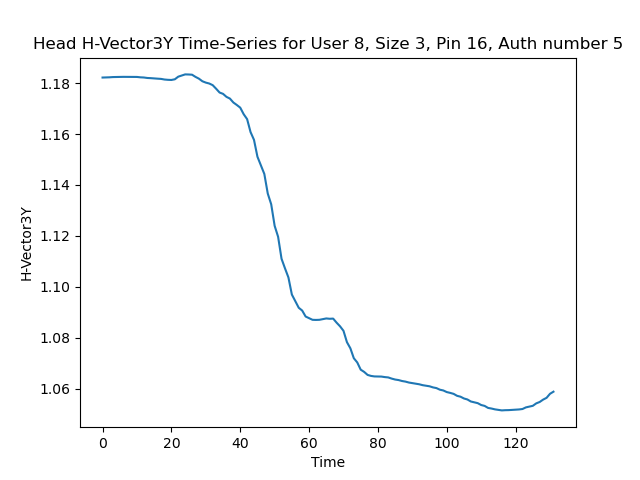 Head H-Vector3Y Time-Series for User 8, Size 3, Pin 16, Auth number 5
1.18
1.16
1.14
1.12
1.10
1.08
1.06
H-Vector3Y
0 20 40 60 80 100 120
Time